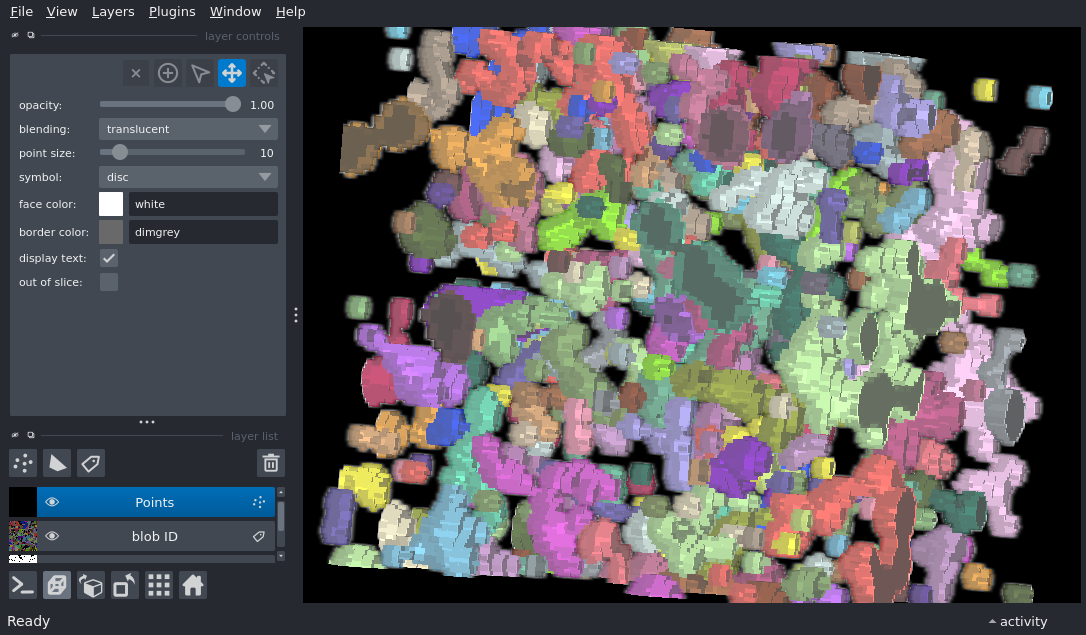 File View Layers Plugins Window Help
layer controls
opacity: 1.00
blending: translucent
point size: 10
symbol: disc
face color: white
border color: dimgrey
display text:
out of slice:
layer list
Points
blob ID
Ready
activity